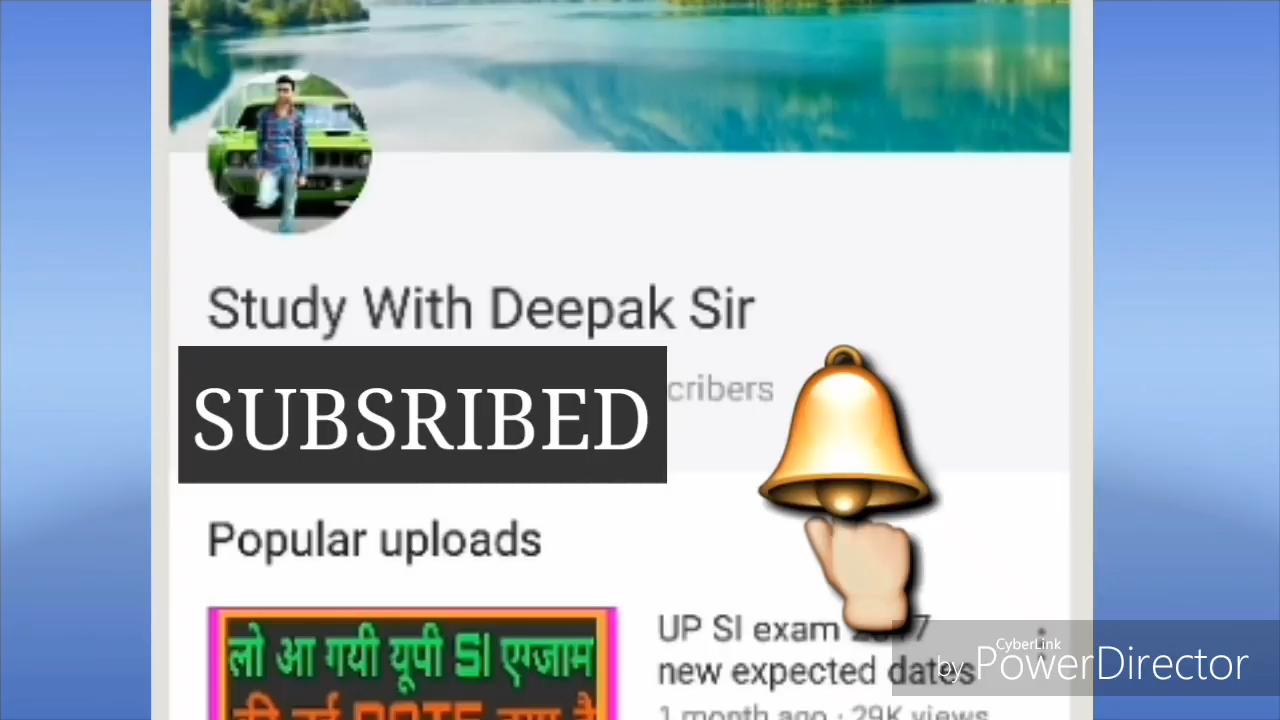 Study With Deepak Sir
SUBSRIBED
cribers
Popular uploads
लो आ गयी यूपी SI एग्जाम
UP SI exam
new expected dates
1 month ago · 29K views
CyberLink
by PowerDirector